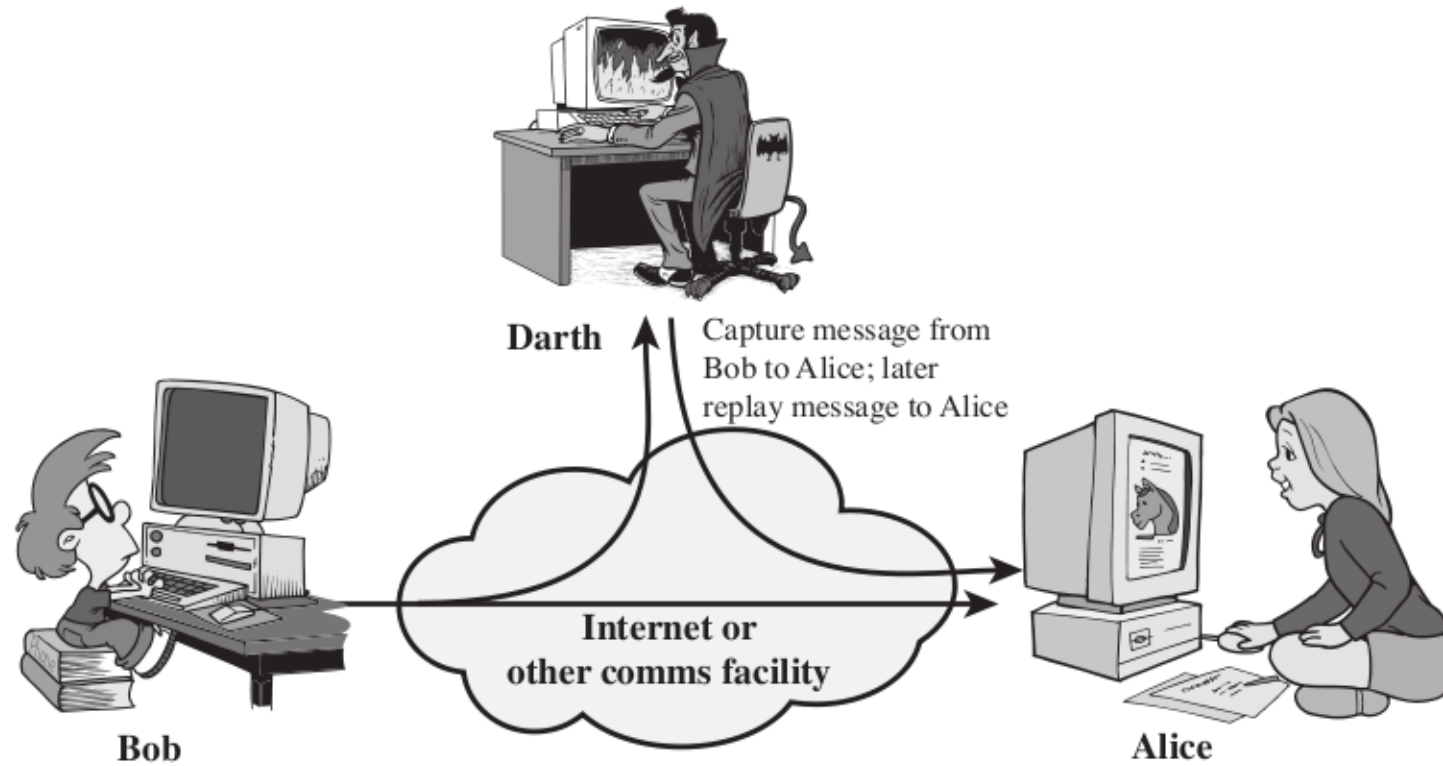 Darth
Capture message from
Bob to Alice; later
replay message to Alice
Internet or
other comms facility
Bob
Alice